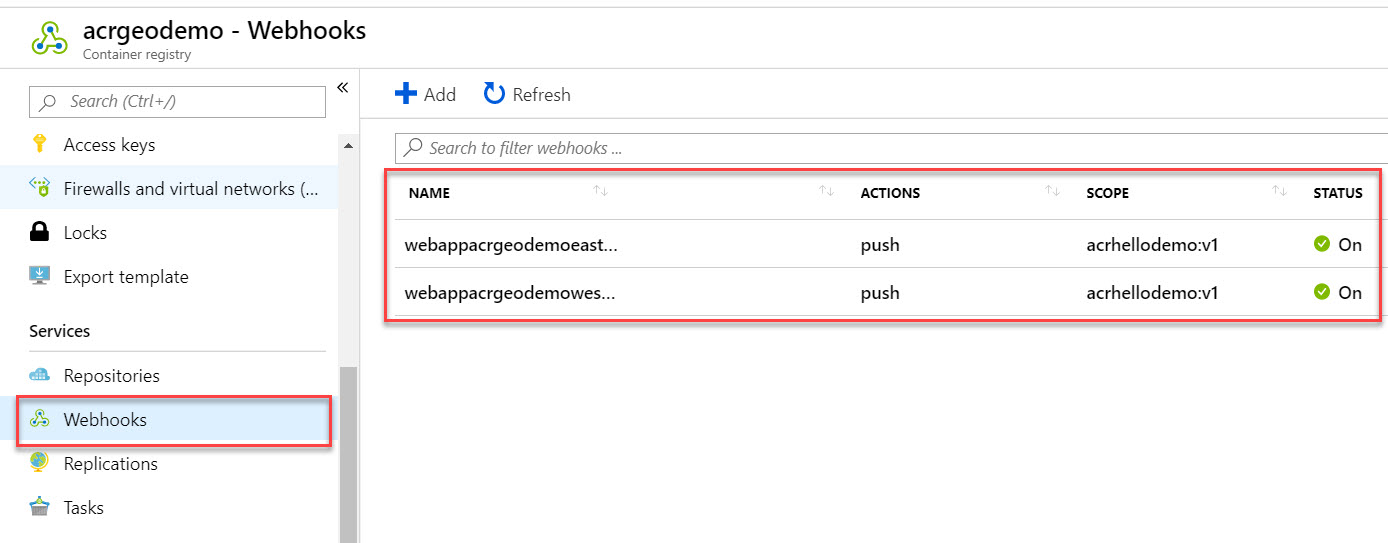 acrgeodemo - Webhooks
Container registry
Search (Ctrl+/)
«
Access keys
Firewalls and virtual networks (...
Locks
Export template
Services
Repositories
Webhooks
Replications
Tasks
Add Refresh
Search to filter webhooks ...
NAME ACTIONS SCOPE STATUS
webappacrgeodemoeast... push acrhellodemo:v1 On
webappacrgeodemowes... push acrhellodemo:v1 On